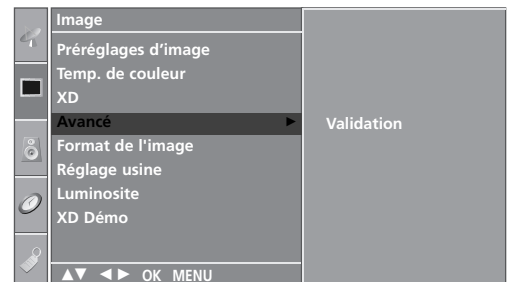 Image
Préréglages d'image
Temp. de couleur
XD
Avancé ► Validation
Format de l'image
Réglage usine
Luminosite
XD Démo
▲▼ ◄► OK MENU